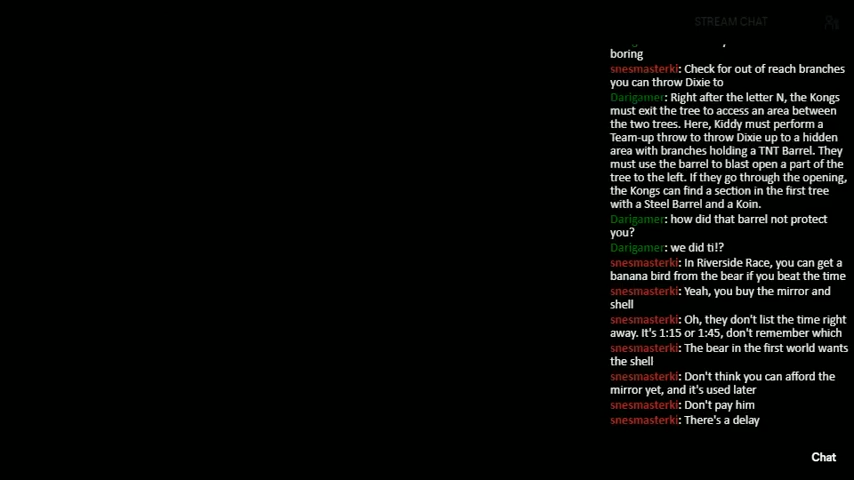 STREAM CHAT
boring
snesmasterki: Check for out of reach branches
you can throw Dixie to
Darigamer: Right after the letter N, the Kongs
must exit the tree to access an area between
the two trees. Here, Kiddy must perform a
Team-up throw to throw Dixie up to a hidden
area with branches holding a TNT Barrel. They
must use the barrel to blast open a part of the
tree to the left. If they go through the opening,
the Kongs can find a section in the first tree
with a Steel Barrel and a Koin.
Darigamer: how did that barrel not protect
you?
Darigamer: we did ti!?
snesmasterki: In Riverside Race, you can get a
banana bird from the bear if you beat the time
snesmasterki: Yeah, you buy the mirror and
shell
snesmasterki: Oh, they don't list the time right
away. It's 1:15 or 1:45, don't remember which
snesmasterki: The bear in the first world wants
the shell
snesmasterki: Don't think you can afford the
mirror yet, and it's used later
snesmasterki: Don't pay him
snesmasterki: There's a delay
Chat